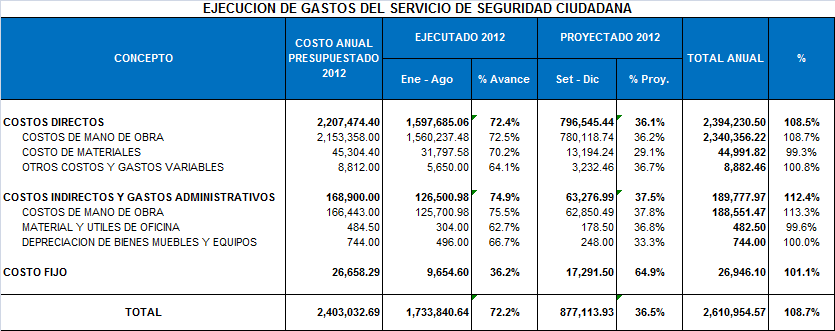 EJECUCION DE GASTOS DEL SERVICIO DE SEGURIDAD CIUDADANA
CONCEPTO COSTO ANUAL PRESUPUESTADO 2012 EJECUTADO 2012 PROYECTADO 2012 TOTAL ANUAL %
Ene - Ago % Avance Set - Dic % Proy.
COSTOS DIRECTOS 2,207,474.40 1,597,685.06 72.4% 796,545.44 36.1% 2,394,230.50 108.5%
COSTOS DE MANO DE OBRA 2,153,358.00 1,560,237.48 72.5% 780,118.74 36.2% 2,340,356.22 108.7%
COSTO DE MATERIALES 45,304.40 31,797.58 70.2% 13,194.24 29.1% 44,991.82 99.3%
OTROS COSTOS Y GASTOS VARIABLES 8,812.00 5,650.00 64.1% 3,232.46 36.7% 8,882.46 100.8%
COSTOS INDIRECTOS Y GASTOS ADMINISTRATIVOS 168,900.00 126,500.98 74.9% 63,276.99 37.5% 189,777.97 112.4%
COSTOS DE MANO DE OBRA 166,443.00 125,700.98 75.5% 62,850.49 37.8% 188,551.47 113.3%
MATERIAL Y UTILES DE OFICINA 484.50 304.00 62.7% 178.50 36.8% 482.50 99.6%
DEPRECIACION DE BIENES MUEBLES Y EQUIPOS 744.00 496.00 66.7% 248.00 33.3% 744.00 100.0%
COSTO FIJO 26,658.29 9,654.60 36.2% 17,291.50 64.9% 26,946.10 101.1%
TOTAL 2,403,032.69 1,733,840.64 72.2% 877,113.93 36.5% 2,610,954.57 108.7%